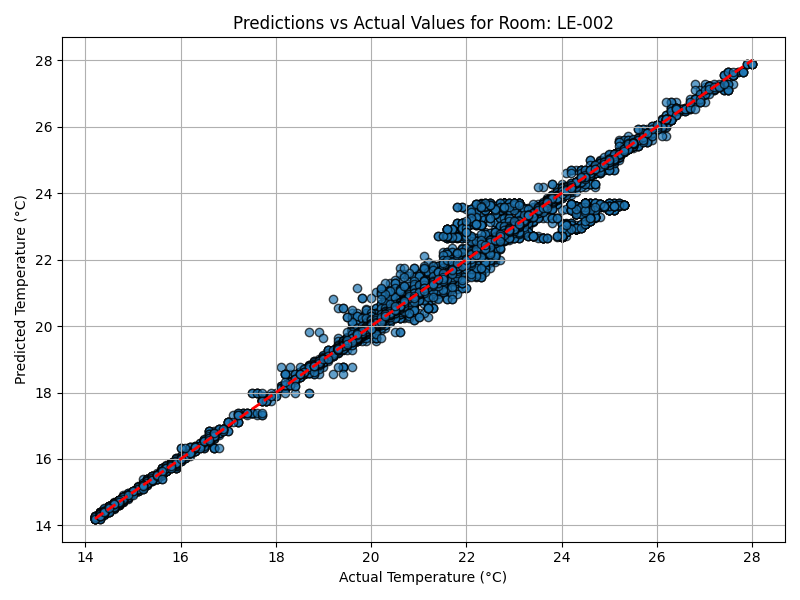 Predictions vs Actual Values for Room: LE-002
Predicted Temperature (°C)
28
26
24
22
20
18
16
14
14 16 18 20 22 24 26 28
Actual Temperature (°C)